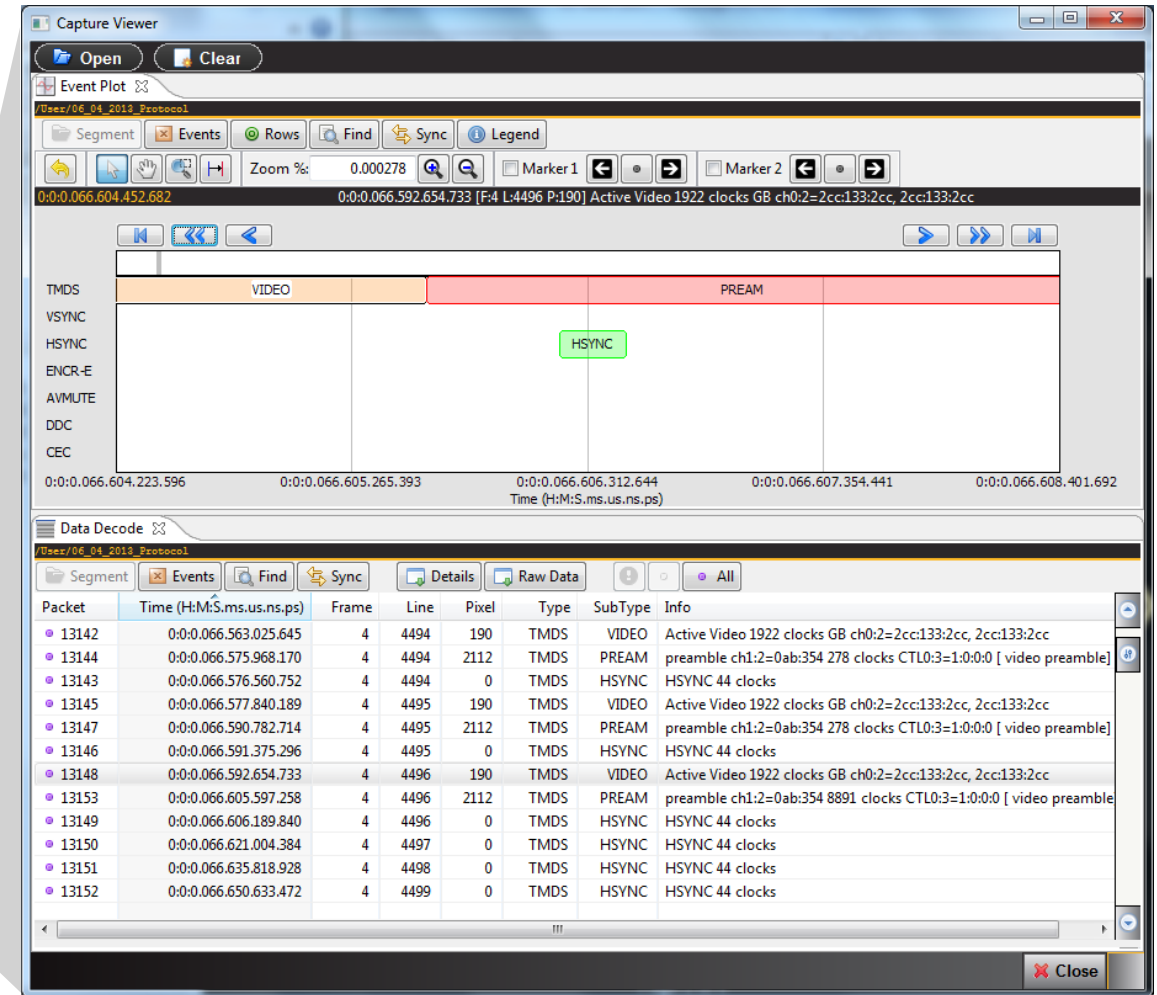 Capture Viewer
Open Clear
Event Plot
/User/06_04_2013_Protocol
Segment Events Rows Find Sync Legend
Zoom %: 0.000278 Marker 1 Marker 2
0:0:0.066.604.452.682 0:0:0.066.592.654.733 [F:4 L:4496 P:190] Active Video 1922 clocks GB ch0:2=2cc:133:2cc, 2cc:133:2cc
TMDS VIDEO PREAM
VSYNC
HSYNC HSYNC
ENCR-E
AVMUTE
DDC
CEC
0:0:0.066.604.223.596 0:0:0.066.605.265.393 0:0:0.066.606.312.644 0:0:0.066.607.354.441 0:0:0.066.608.401.692
Time (H:M:S.ms.us.ns.ps)
Data Decode
/User/06_04_2013_Protocol
Segment Events Find Sync Details Raw Data All
Packet Time (H:M:S.ms.us.ns.ps) Frame Line Pixel Type SubType Info
13142 0:0:0.066.563.025.645 4 4494 190 TMDS VIDEO Active Video 1922 clocks GB ch0:2=2cc:133:2cc, 2cc:133:2cc
13144 0:0:0.066.575.968.170 4 4494 2112 TMDS PREAM preamble ch1:2=0ab:354 278 clocks CTL0:3=1:0:0:0 [ video preamble]
13143 0:0:0.066.576.560.752 4 4494 0 TMDS HSYNC HSYNC 44 clocks
13145 0:0:0.066.577.840.189 4 4495 190 TMDS VIDEO Active Video 1922 clocks GB ch0:2=2cc:133:2cc, 2cc:133:2cc
13147 0:0:0.066.590.782.714 4 4495 2112 TMDS PREAM preamble ch1:2=0ab:354 278 clocks CTL0:3=1:0:0:0 [ video preamble]
13146 0:0:0.066.591.375.296 4 4495 0 TMDS HSYNC HSYNC 44 clocks
13148 0:0:0.066.592.654.733 4 4496 190 TMDS VIDEO Active Video 1922 clocks GB ch0:2=2cc:133:2cc, 2cc:133:2cc
13153 0:0:0.066.605.597.258 4 4496 2112 TMDS PREAM preamble ch1:2=0ab:354 8891 clocks CTL0:3=1:0:0:0 [ video preamble
13149 0:0:0.066.606.189.840 4 4496 0 TMDS HSYNC HSYNC 44 clocks
13150 0:0:0.066.621.004.384 4 4497 0 TMDS HSYNC HSYNC 44 clocks
13151 0:0:0.066.635.818.928 4 4498 0 TMDS HSYNC HSYNC 44 clocks
13152 0:0:0.066.650.633.472 4 4499 0 TMDS HSYNC HSYNC 44 clocks
Close